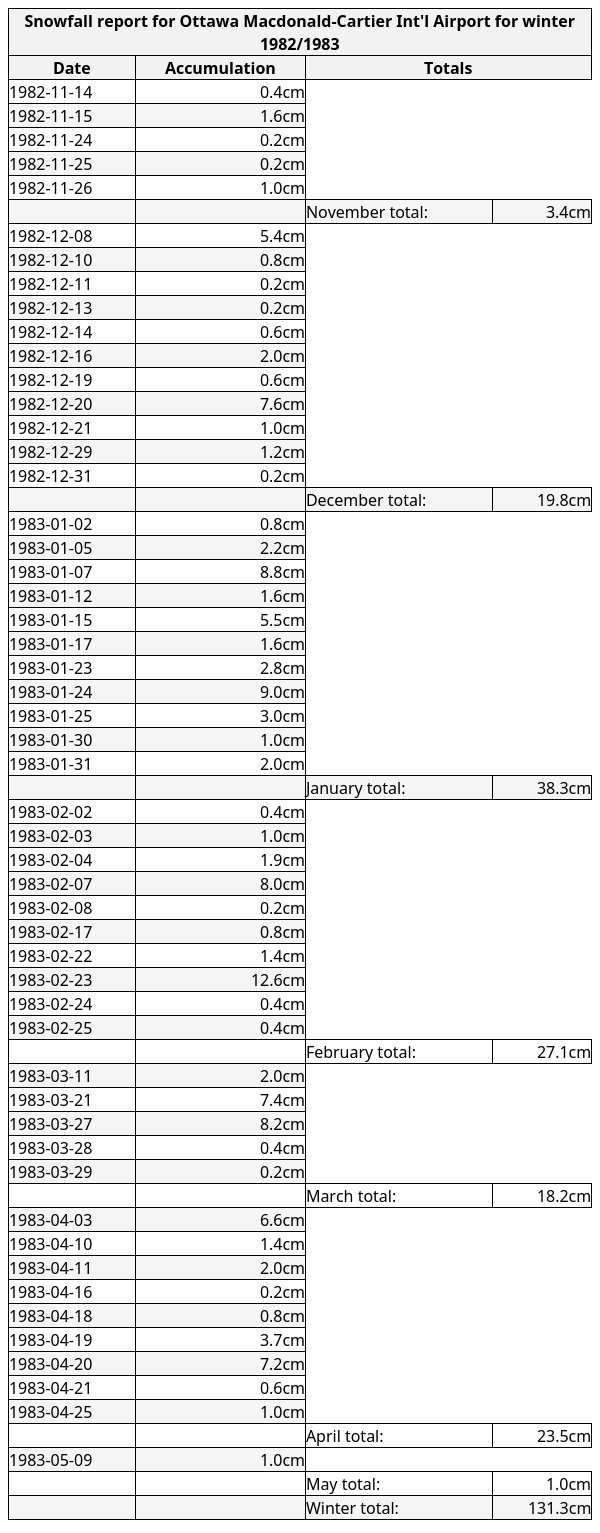 Snowfall report for Ottawa Macdonald-Cartier Int'l Airport for winter
1982/1983
Date Accumulation Totals
1982-11-14 0.4cm
1982-11-15 1.6cm
1982-11-24 0.2cm
1982-11-25 0.2cm
1982-11-26 1.0cm
November total: 3.4cm
1982-12-08 5.4cm
1982-12-10 0.8cm
1982-12-11 0.2cm
1982-12-13 0.2cm
1982-12-14 0.6cm
1982-12-16 2.0cm
1982-12-19 0.6cm
1982-12-20 7.6cm
1982-12-21 1.0cm
1982-12-29 1.2cm
1982-12-31 0.2cm
December total: 19.8cm
1983-01-02 0.8cm
1983-01-05 2.2cm
1983-01-07 8.8cm
1983-01-12 1.6cm
1983-01-15 5.5cm
1983-01-17 1.6cm
1983-01-23 2.8cm
1983-01-24 9.0cm
1983-01-25 3.0cm
1983-01-30 1.0cm
1983-01-31 2.0cm
January total: 38.3cm
1983-02-02 0.4cm
1983-02-03 1.0cm
1983-02-04 1.9cm
1983-02-07 8.0cm
1983-02-08 0.2cm
1983-02-17 0.8cm
1983-02-22 1.4cm
1983-02-23 12.6cm
1983-02-24 0.4cm
1983-02-25 0.4cm
February total: 27.1cm
1983-03-11 2.0cm
1983-03-21 7.4cm
1983-03-27 8.2cm
1983-03-28 0.4cm
1983-03-29 0.2cm
March total: 18.2cm
1983-04-03 6.6cm
1983-04-10 1.4cm
1983-04-11 2.0cm
1983-04-16 0.2cm
1983-04-18 0.8cm
1983-04-19 3.7cm
1983-04-20 7.2cm
1983-04-21 0.6cm
1983-04-25 1.0cm
April total: 23.5cm
1983-05-09 1.0cm
May total: 1.0cm
Winter total: 131.3cm